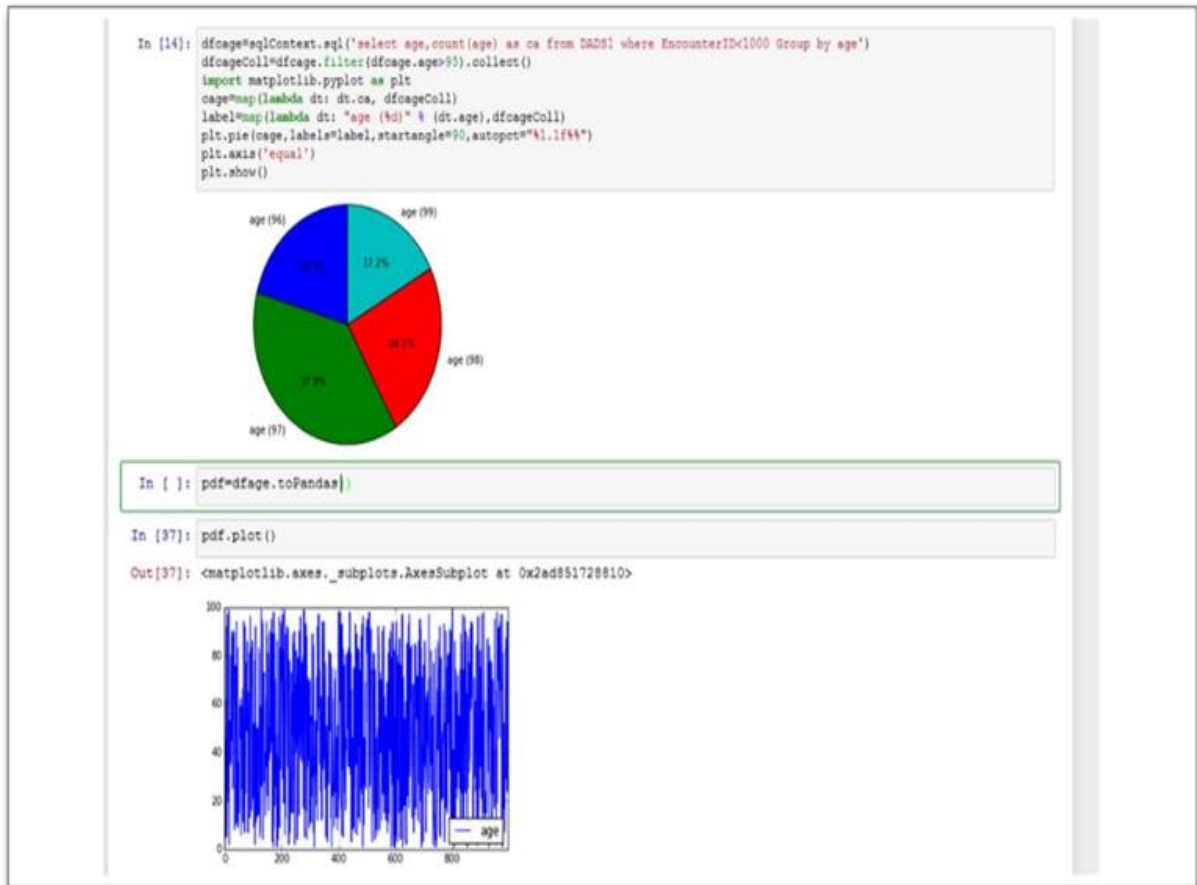 In [14]: dfcage=sqlContext.sql('select age,count(age) as ca from DADS1 where EncounterID<1000 Group by age')
dfcageColl=dfcage.filter(dfcage.age>95).collect()
import matplotlib.pyplot as plt
cage=map(lambda dt: dt.ca, dfcageColl)
label=map(lambda dt: "age (%d)" % (dt.age),dfcageColl)
plt.pie(cage,labels=label,startangle=90,autopct="%1.1f%%")
plt.axis('equal')
plt.show()
age (96)
age (99)
17.2%
24.1%
age (98)
37.9%
age (97)
In [ ]: pdf=dfage.toPandas()
In [37]: pdf.plot()
Out[37]: <matplotlib.axes._subplots.AxesSubplot at 0x2ad851728810>
100
80
60
40
20
0
age
0 200 400 600 800